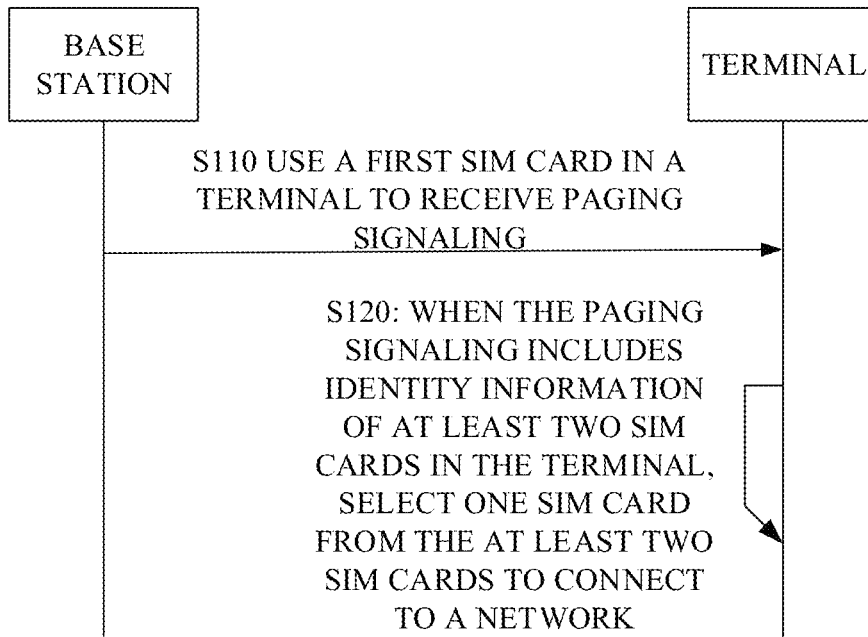 BASE
STATION
TERMINAL
S110 USE A FIRST SIM CARD IN A
TERMINAL TO RECEIVE PAGING
SIGNALING
S120: WHEN THE PAGING
SIGNALING INCLUDES
IDENTITY INFORMATION
OF AT LEAST TWO SIM
CARDS IN THE TERMINAL,
SELECT ONE SIM CARD
FROM THE AT LEAST TWO
SIM CARDS TO CONNECT
TO A NETWORK